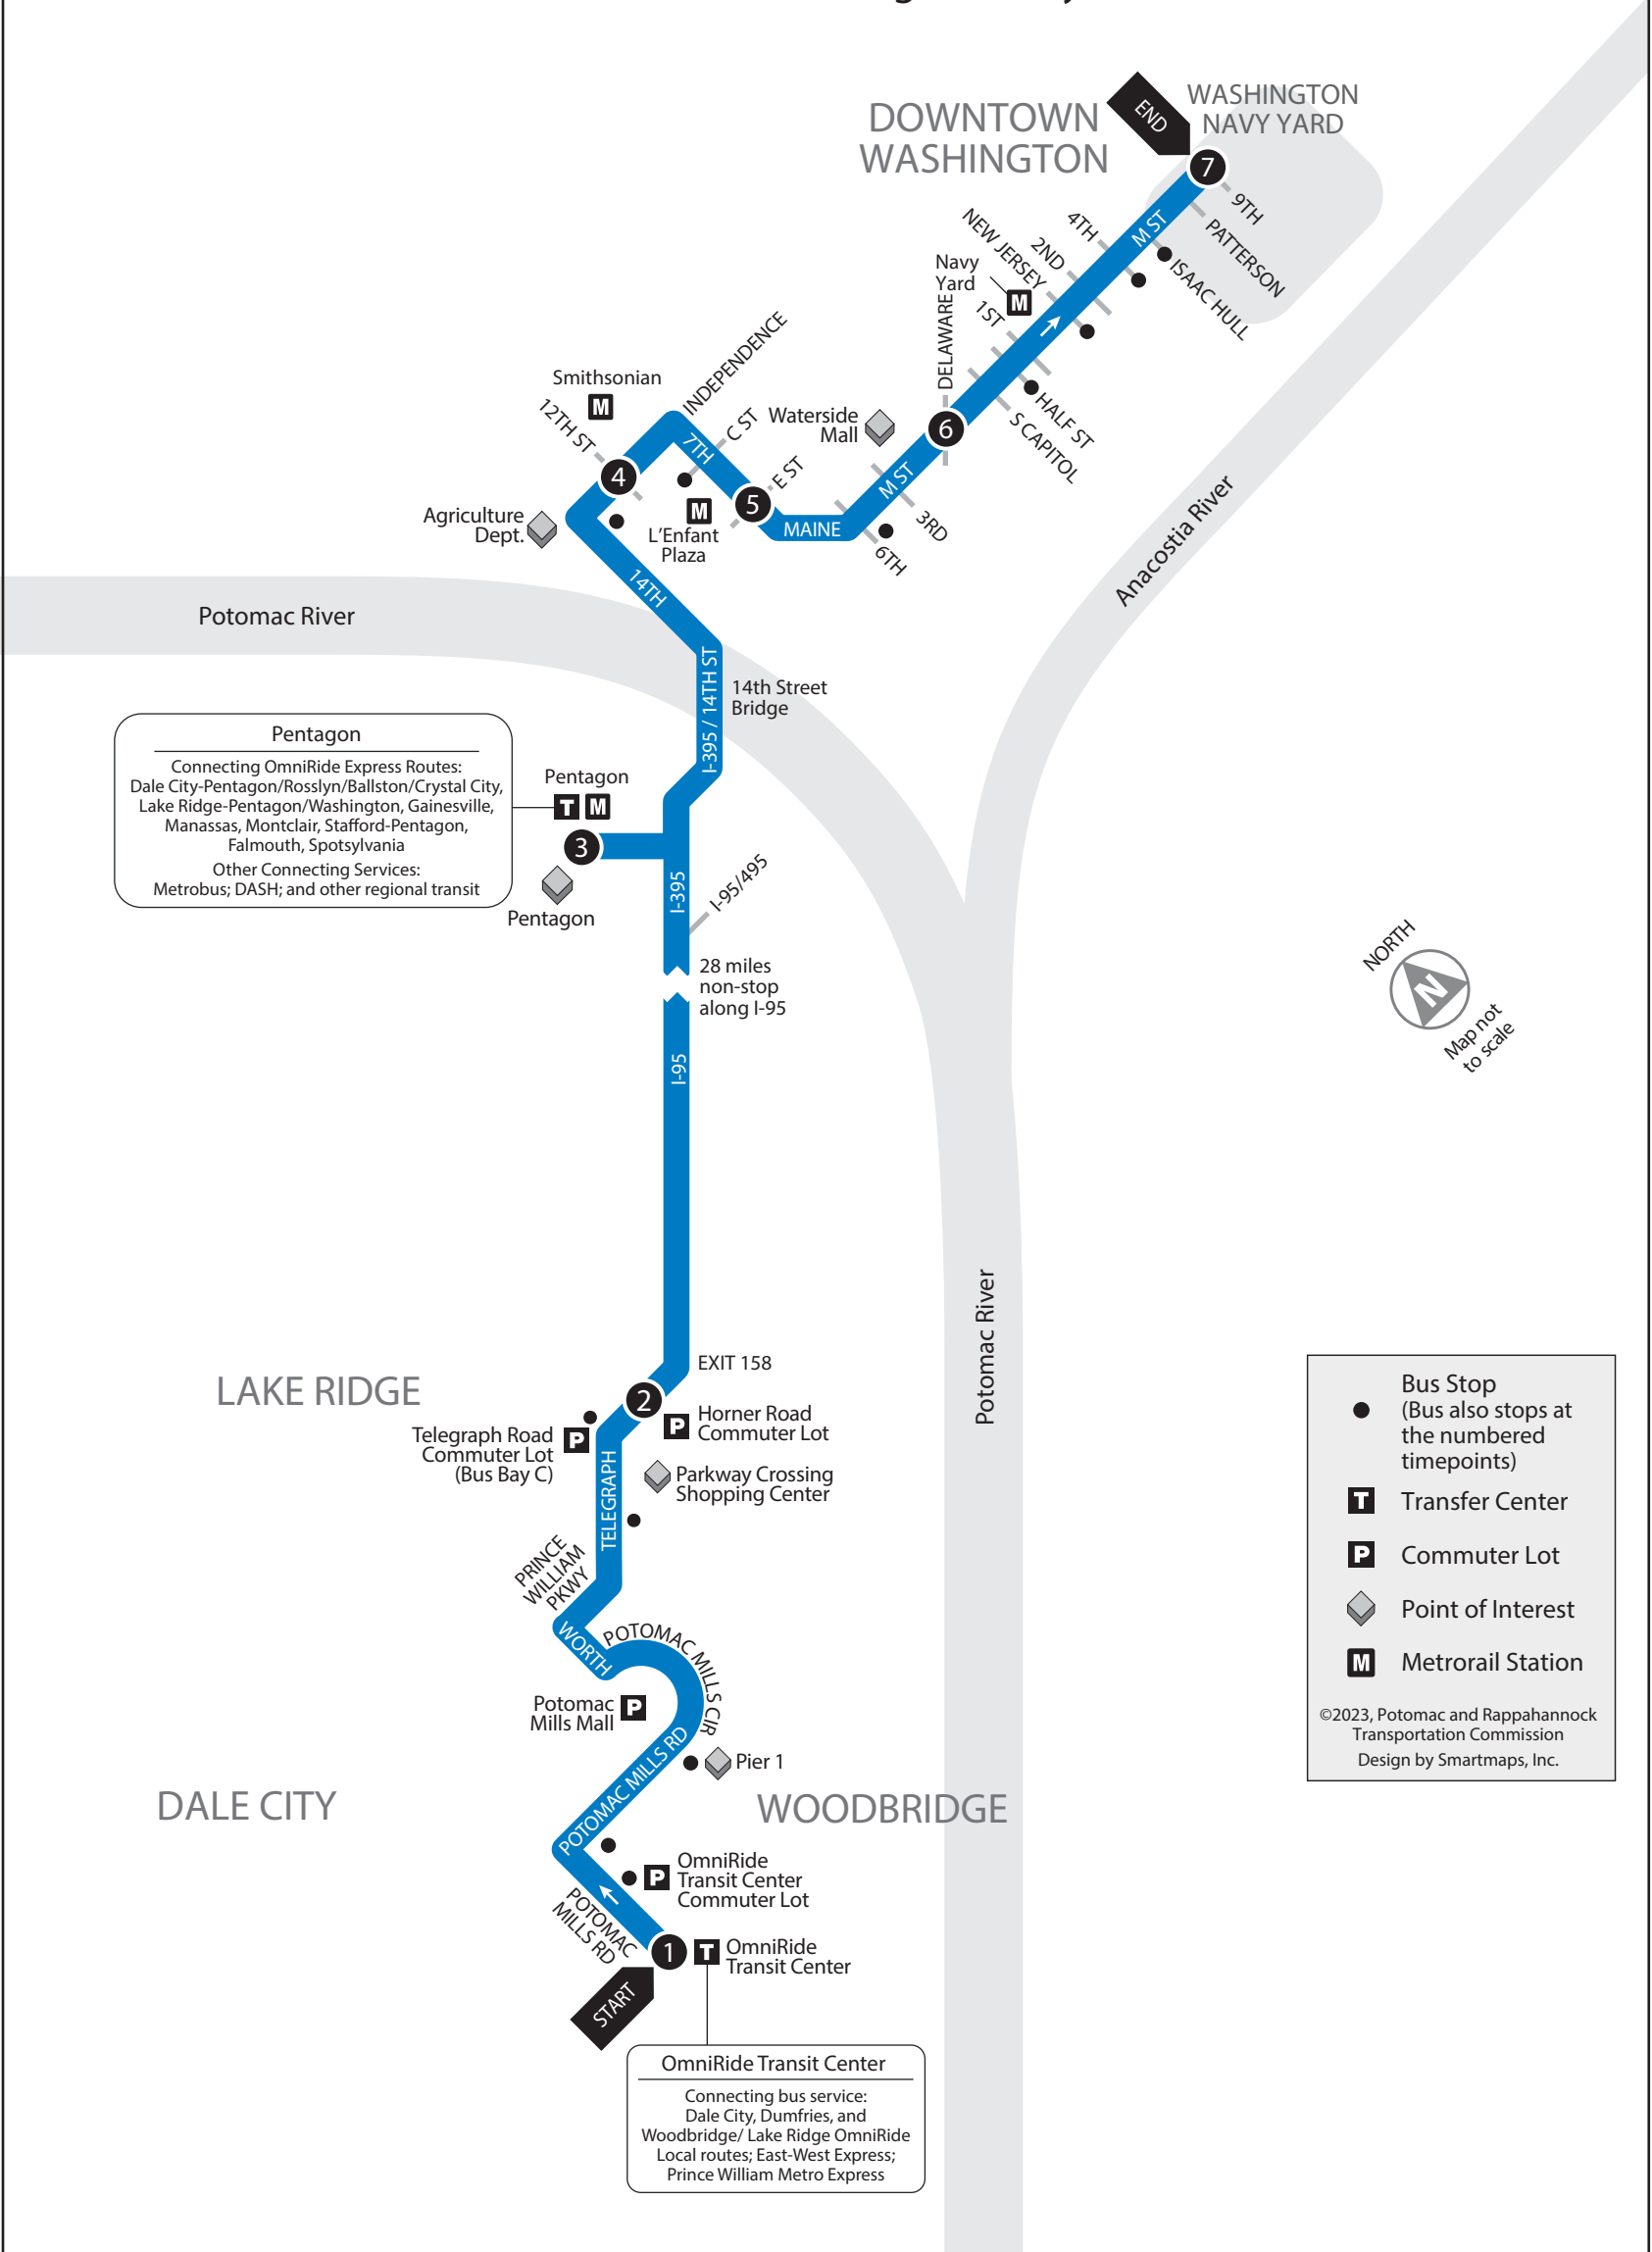 WASHINGTON
NAVY YARD
END
DOWNTOWN
WASHINGTON
7
9TH
PATTERSON
ISAAC HULL
M ST
4TH
2ND
NEW JERSEY
Navy
Yard
M
1ST
DELAWARE
HALF ST
S CAPITOL
6
INDEPENDENCE
Smithsonian
M
12TH ST
7TH
C ST
Waterside
Mall
4
5
E ST
M ST
3RD
6TH
MAINE
M
L'Enfant
Plaza
Agriculture
Dept.
14TH
Anacostia River
Potomac River
I-395 / 14TH ST
14th Street
Bridge
Pentagon
Connecting OmniRide Express Routes:
Dale City-Pentagon/Rosslyn/Ballston/Crystal City,
Lake Ridge-Pentagon/Washington, Gainesville,
Manassas, Montclair, Stafford-Pentagon,
Falmouth, Spotsylvania
Other Connecting Services:
Metrobus; DASH; and other regional transit
Pentagon
T M
3
Pentagon
I-395
I-95/495
28 miles
non-stop
along I-95
I-95
NORTH
N
Map not
to scale
Potomac River
EXIT 158
LAKE RIDGE
2
P
Horner Road
Commuter Lot
Telegraph Road
Commuter Lot
(Bus Bay C)
P
Parkway Crossing
Shopping Center
TELEGRAPH
PRINCE
WILLIAM
PKWY
WORTH
POTOMAC MILLS CIR
Potomac
Mills Mall
P
POTOMAC MILLS RD
Pier 1
DALE CITY
WOODBRIDGE
P
OmniRide
Transit Center
Commuter Lot
POTOMAC
MILLS RD
1
T
OmniRide
Transit Center
START
OmniRide Transit Center
Connecting bus service:
Dale City, Dumfries, and
Woodbridge/ Lake Ridge OmniRide
Local routes; East-West Express;
Prince William Metro Express
Bus Stop
(Bus also stops at
the numbered
timepoints)
T Transfer Center
P Commuter Lot
Point of Interest
M Metrorail Station
©2023, Potomac and Rappahannock
Transportation Commission
Design by Smartmaps, Inc.